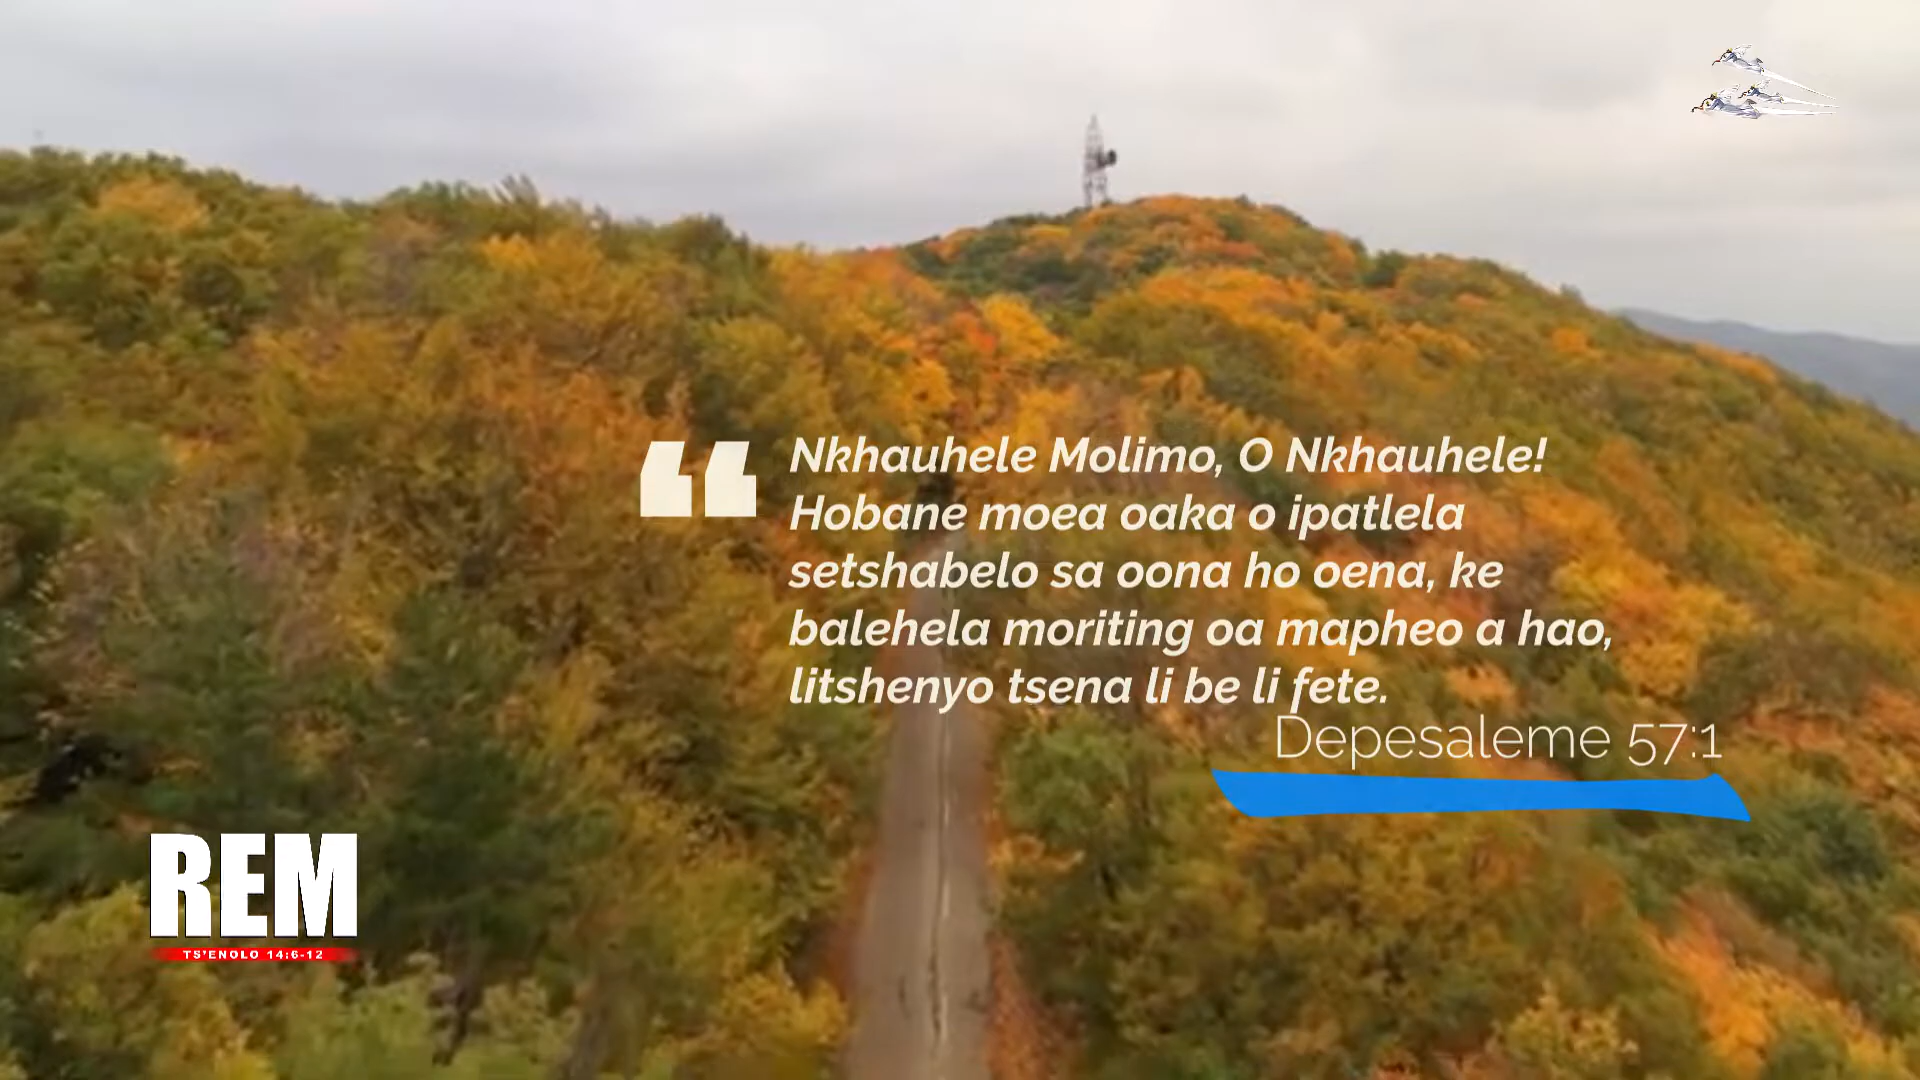 Nkhauhele Molimo, O Nkhauhele!
Hobane moea oaka o ipatlela
setshabelo sa oona ho oena, ke
balehela moriting oa mapheo a hao,
litshenyo tsena li be li fete.
Depesaleme 57:1
REM
TS'ENOLO 14:6-12